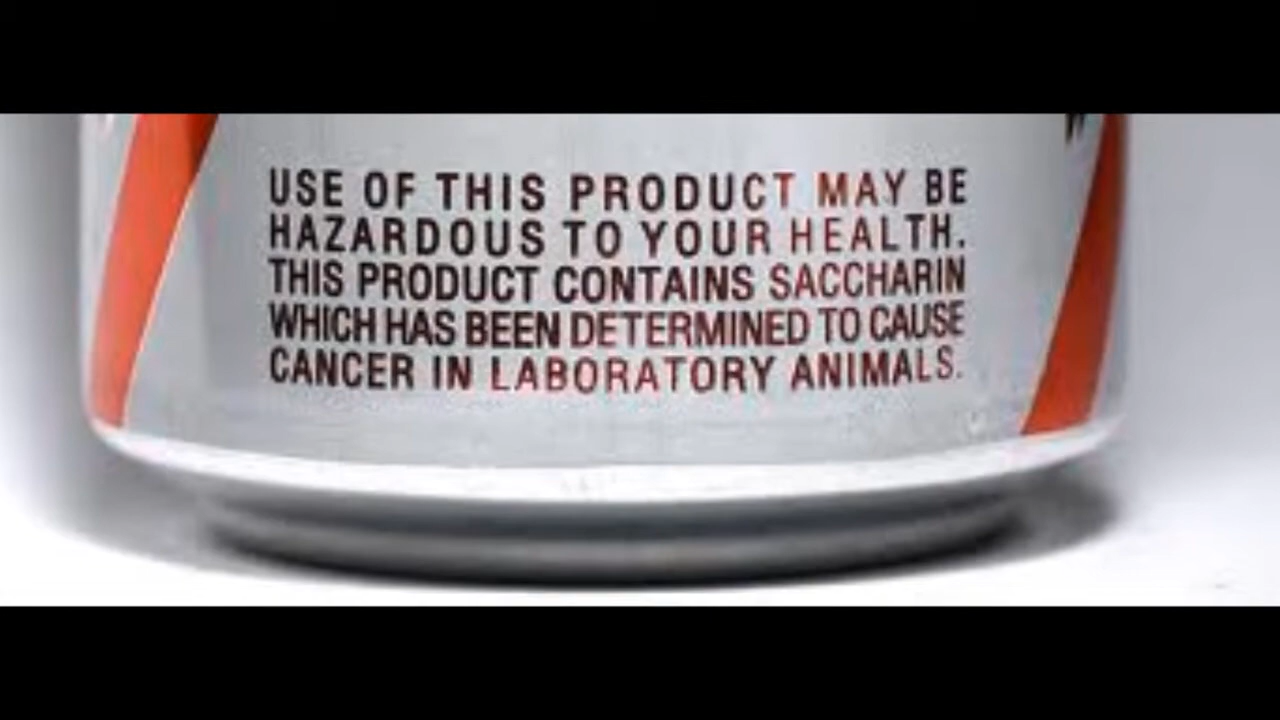 USE OF THIS PRODUCT MAY BE
HAZARDOUS TO YOUR HEALTH.
THIS PRODUCT CONTAINS SACCHARIN
WHICH HAS BEEN DETERMINED TO CAUSE
CANCER IN LABORATORY ANIMALS.